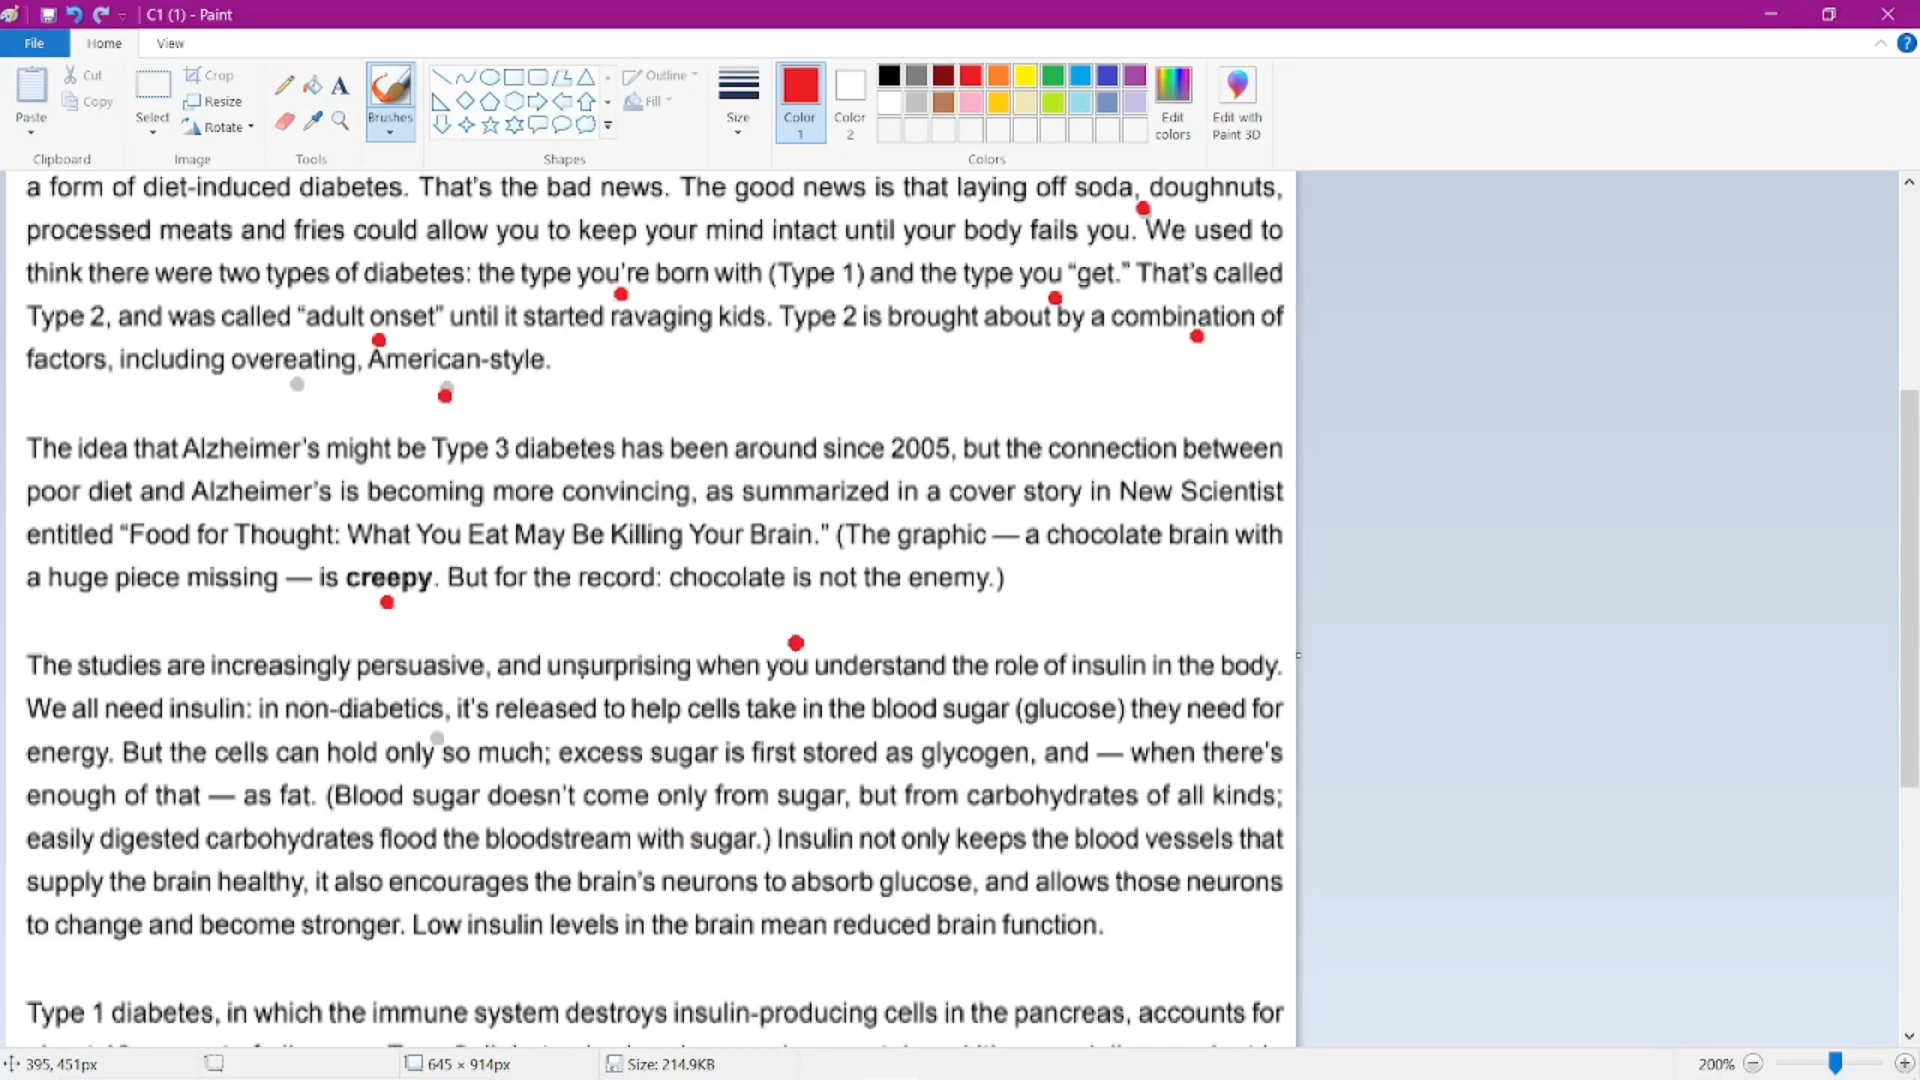 C1 (1) - Paint
File Home View
Paste Cut Copy Clipboard
Select Crop Resize Rotate Image
Tools
Brushes
Outline Fill Shapes
Size
Color 1 Color 2 Edit colors Colors
Edit with Paint 3D
a form of diet-induced diabetes. That's the bad news. The good news is that laying off soda, doughnuts,
processed meats and fries could allow you to keep your mind intact until your body fails you. We used to
think there were two types of diabetes: the type you're born with (Type 1) and the type you “get.” That's called
Type 2, and was called “adult onset” until it started ravaging kids. Type 2 is brought about by a combination of
factors, including overeating, American-style.
The idea that Alzheimer's might be Type 3 diabetes has been around since 2005, but the connection between
poor diet and Alzheimer's is becoming more convincing, as summarized in a cover story in New Scientist
entitled “Food for Thought: What You Eat May Be Killing Your Brain.” (The graphic — a chocolate brain with
a huge piece missing — is creepy. But for the record: chocolate is not the enemy.)
The studies are increasingly persuasive, and unsurprising when you understand the role of insulin in the body.
We all need insulin: in non-diabetics, it's released to help cells take in the blood sugar (glucose) they need for
energy. But the cells can hold only so much; excess sugar is first stored as glycogen, and — when there's
enough of that — as fat. (Blood sugar doesn't come only from sugar, but from carbohydrates of all kinds;
easily digested carbohydrates flood the bloodstream with sugar.) Insulin not only keeps the blood vessels that
supply the brain healthy, it also encourages the brain's neurons to absorb glucose, and allows those neurons
to change and become stronger. Low insulin levels in the brain mean reduced brain function.
Type 1 diabetes, in which the immune system destroys insulin-producing cells in the pancreas, accounts for
395, 451px 645 × 914px Size: 214.9KB 200%